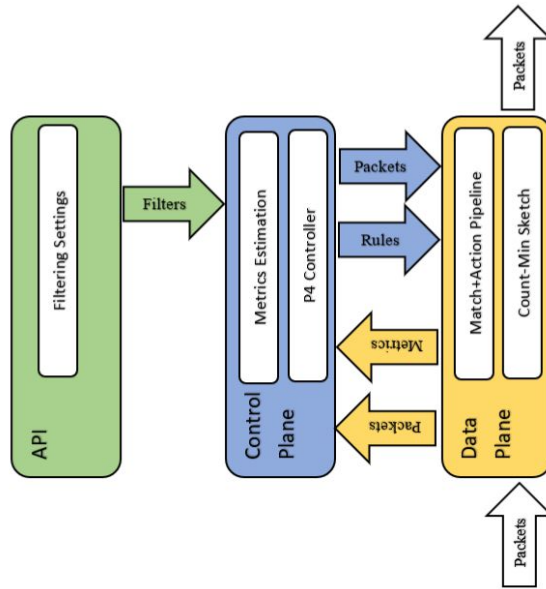 API
Filtering Settings
Filters
Control
Plane
Metrics Estimation
P4 Controller
Packets
Metrics
Rules
Packets
Data
Plane
Match+Action Pipeline
Count-Min Sketch
Packets
Packets